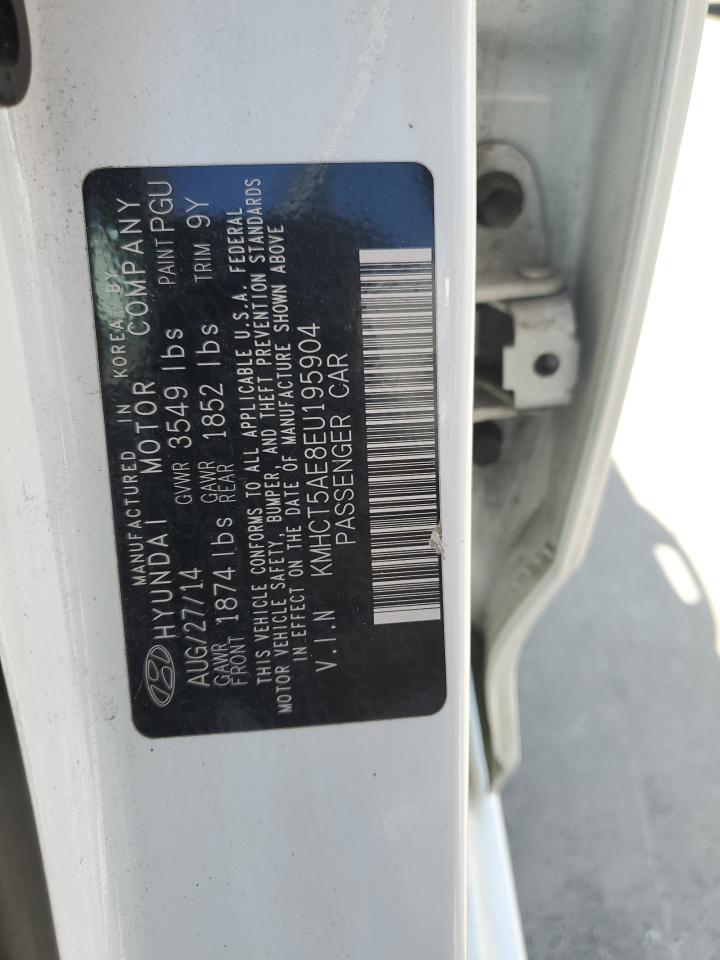 MANUFACTURED IN KOREA BY
HYUNDAI MOTOR COMPANY
AUG/27/14 GVWR 3549 lbs PAINT PGU
GAWR FRONT 1874 lbs GAWR REAR 1852 lbs TRIM 9Y
THIS VEHICLE CONFORMS TO ALL APPLICABLE U.S.A. FEDERAL
MOTOR VEHICLE SAFETY, BUMPER, AND THEFT PREVENTION STANDARDS
IN EFFECT ON THE DATE OF MANUFACTURE SHOWN ABOVE
V.I.N KMHCT5AE8EU195904
PASSENGER CAR